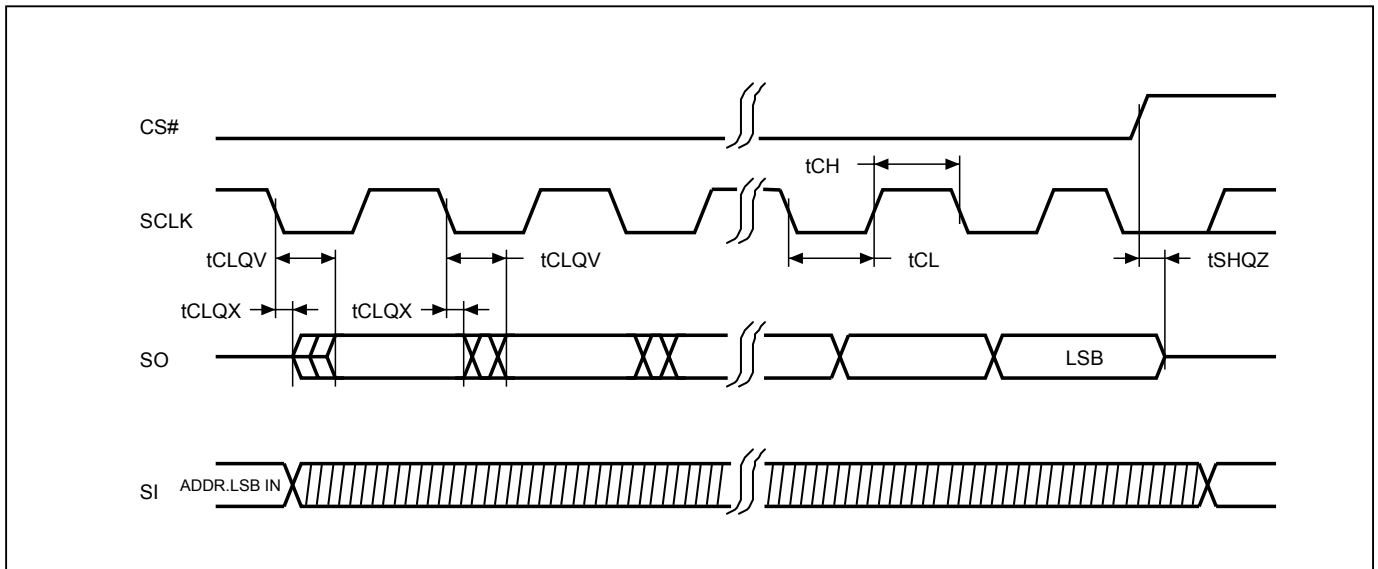 CS#
tCH
SCLK
tCLQV
tCLQV
tCL
tSHQZ
tCLQX
tCLQX
SO
LSB
SI
ADDR.LSB IN